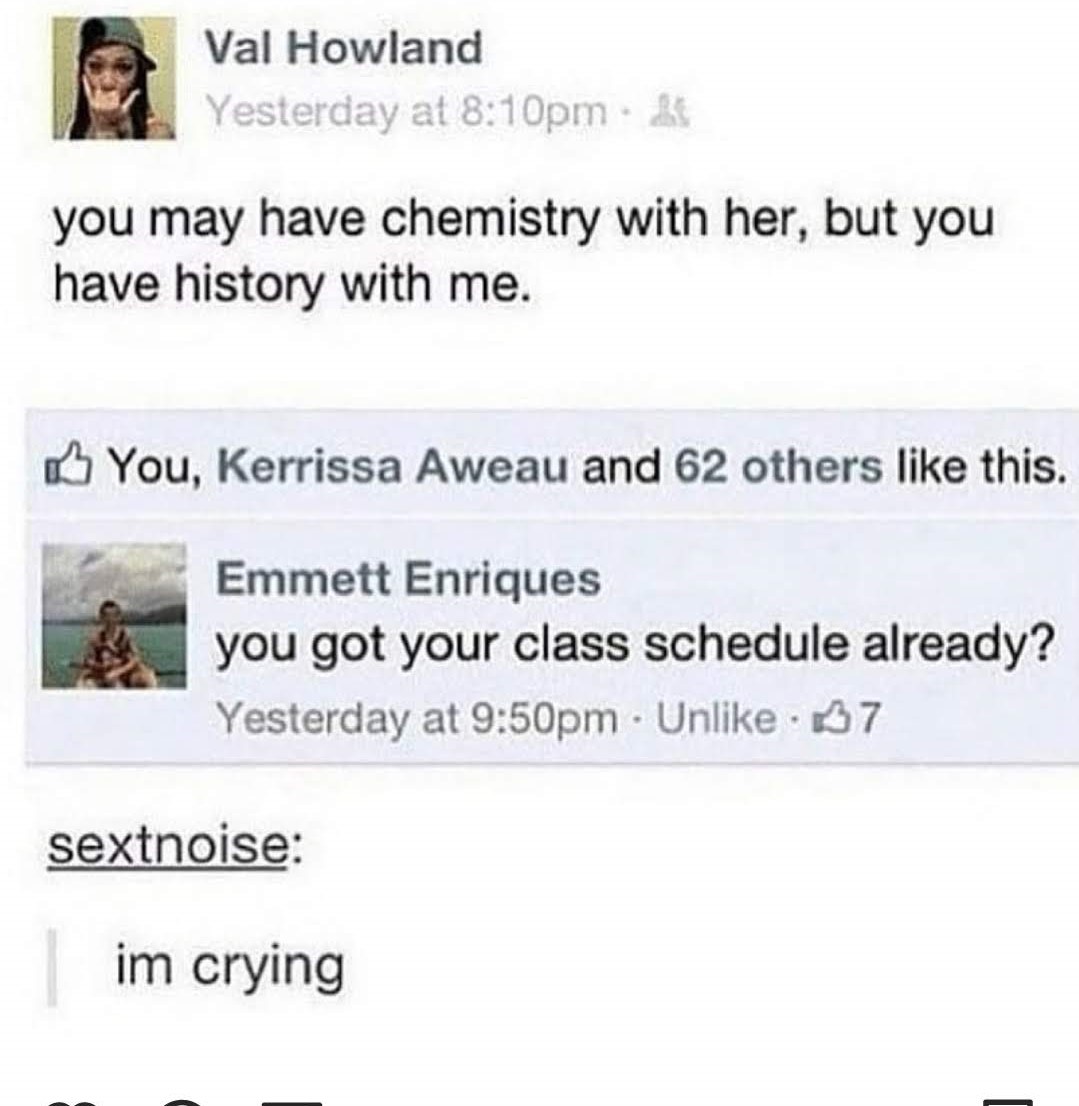 Val Howland
Yesterday at 8:10pm ·
you may have chemistry with her, but you
have history with me.
You, Kerrissa Aweau and 62 others like this.
Emmett Enriques
you got your class schedule already?
Yesterday at 9:50pm · Unlike · 7
sextnoise:
im crying